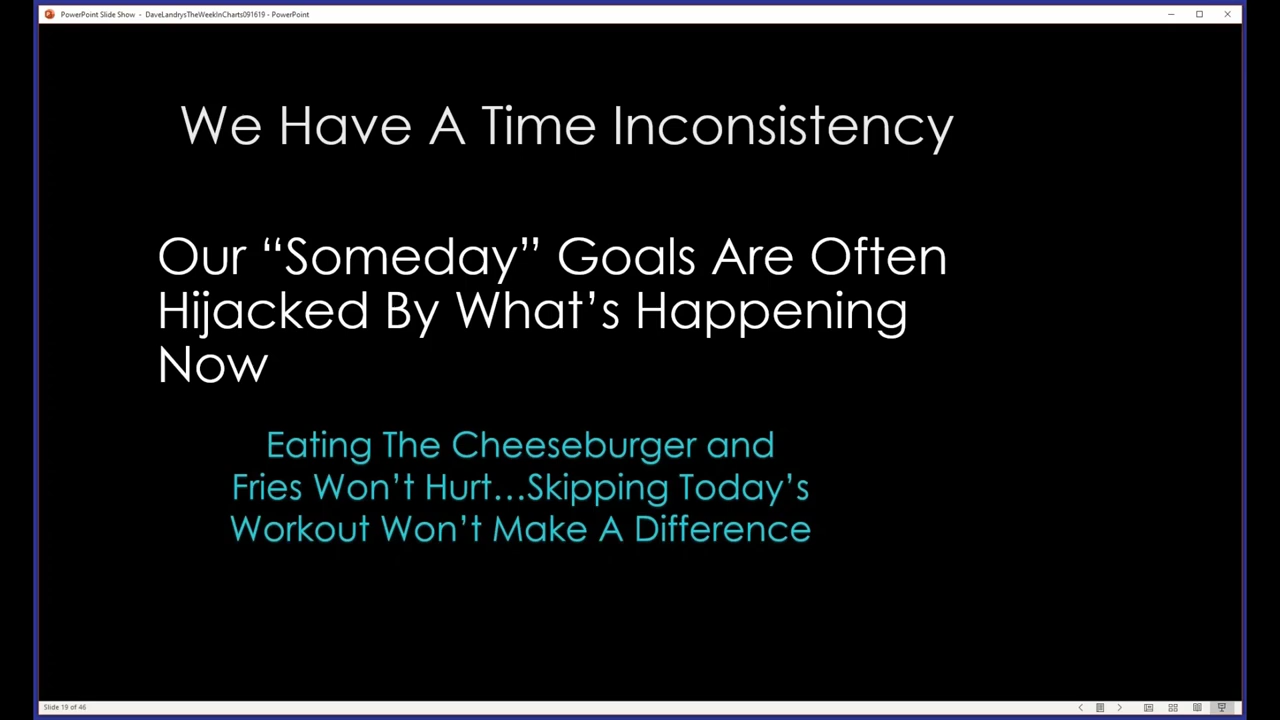 PowerPoint Slide Show - DaveLandrysTheWeekInCharts091619 - PowerPoint
We Have A Time Inconsistency
Our “Someday” Goals Are Often
Hijacked By What’s Happening
Now
Eating The Cheeseburger and
Fries Won’t Hurt…Skipping Today’s
Workout Won’t Make A Difference
Slide 19 of 46